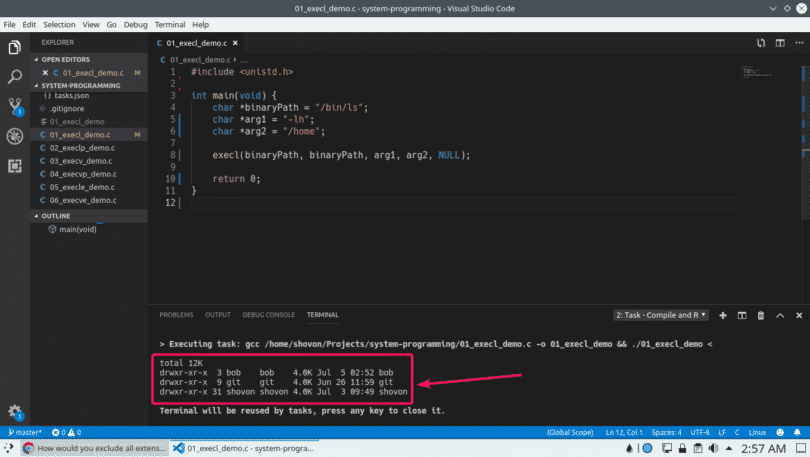 01_execl_demo.c - system-programming - Visual Studio Code
File Edit Selection View Go Debug Terminal Help
EXPLORER
OPEN EDITORS
01_execl_demo.c M
SYSTEM-PROGRAMMING
tasks.json
.gitignore
01_execl_demo
01_execl_demo.c M
02_execlp_demo.c
03_execv_demo.c
04_execvp_demo.c
05_execle_demo.c
06_execve_demo.c
OUTLINE
main(void)
01_execl_demo.c
01_execl_demo.c ▸ ...
1 #include <unistd.h>
2
3 int main(void) {
4 char *binaryPath = "/bin/ls";
5 char *arg1 = "-lh";
6 char *arg2 = "/home";
7
8 execl(binaryPath, binaryPath, arg1, arg2, NULL);
9
10 return 0;
11 }
12
PROBLEMS OUTPUT DEBUG CONSOLE TERMINAL
2: Task - Compile and R
> Executing task: gcc /home/shovon/Projects/system-programming/01_execl_demo.c -o 01_execl_demo && ./01_execl_demo <
total 12K
drwxr-xr-x 3 bob bob 4.0K Jul 5 02:52 bob
drwxr-xr-x 9 git git 4.0K Jun 26 11:59 git
drwxr-xr-x 31 shovon shovon 4.0K Jul 3 09:49 shovon
Terminal will be reused by tasks, press any key to close it.
master* 0 0 (Global Scope) Ln 12, Col 1 Spaces: 4 UTF-8 LF C Linux
How would you exclude all extens...
01_execl_demo.c - system-progra...
2:57 AM